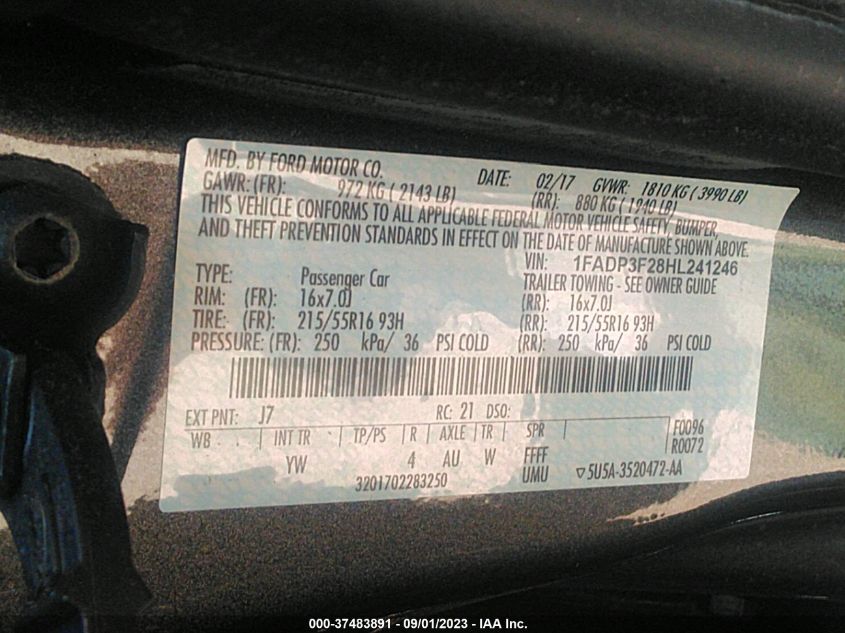 MFD. BY FORD MOTOR CO. DATE: 02/17 GVWR: 1810 KG ( 3990 LB)
GAWR: (FR): 972 KG ( 2143 LB) (RR): 880 KG ( 1940 LB)
THIS VEHICLE CONFORMS TO ALL APPLICABLE FEDERAL MOTOR VEHICLE SAFETY, BUMPER,
AND THEFT PREVENTION STANDARDS IN EFFECT ON THE DATE OF MANUFACTURE SHOWN ABOVE.
VIN: 1FADP3F28HL241246
TYPE: Passenger Car TRAILER TOWING - SEE OWNER GUIDE
RIM: (FR): 16x7.0J (RR): 16x7.0J
TIRE: (FR): 215/55R16 93H (RR): 215/55R16 93H
PRESSURE: (FR): 250 kPa/ 36 PSI COLD (RR): 250 kPa/ 36 PSI COLD
EXT PNT: J7 RC: 21 DSO:
WB INT TR TP/PS R AXLE TR SPR F0096
YW 4 AU W FFFF R0072
3201702283250 UMU 5U5A-3520472-AA
000-37483891 - 09/01/2023 - IAA Inc.